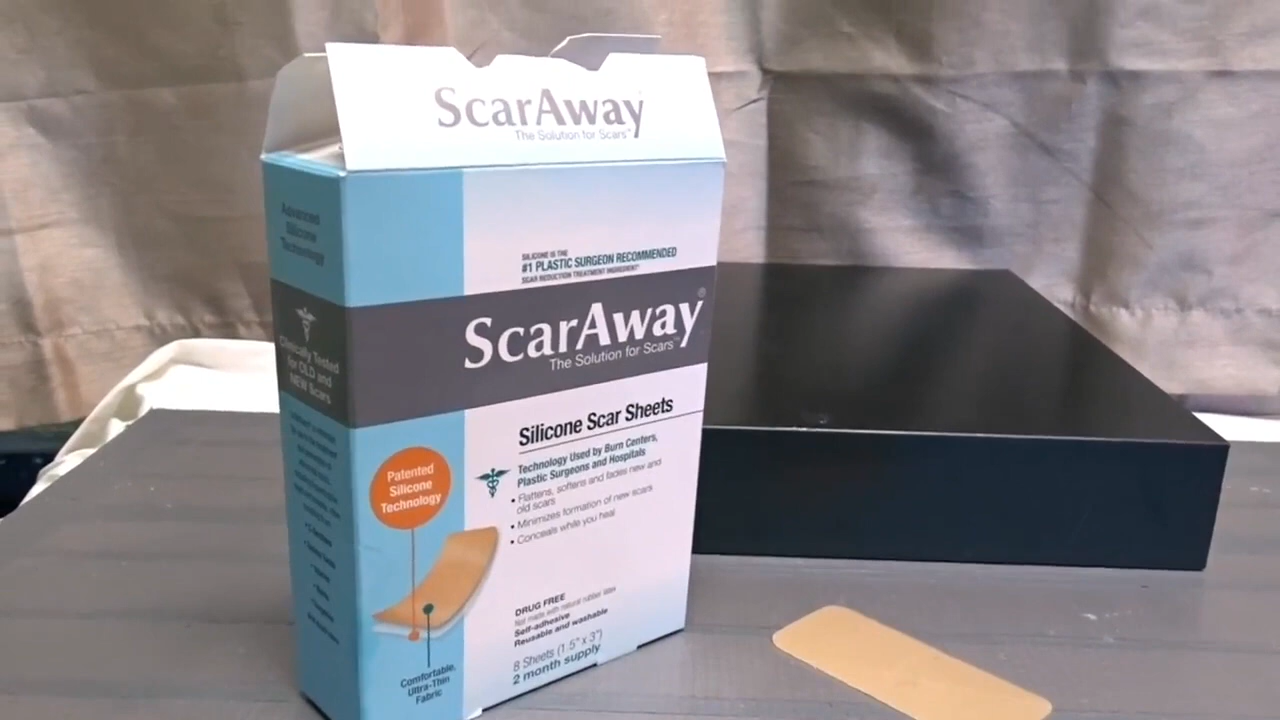 ScarAway
The Solution for Scars™
Advanced
Silicone
Technology
SILICONE IS THE
#1 PLASTIC SURGEON RECOMMENDED
SCAR REDUCTION TREATMENT INGREDIENT*
ScarAway®
The Solution for Scars™
Clinically Tested
for OLD and
NEW Scars
Silicone Scar Sheets
Technology Used by Burn Centers,
Plastic Surgeons and Hospitals
• Flattens, softens and fades new and
old scars
• Minimizes formation of new scars
• Conceals while you heal
Patented
Silicone
Technology
DRUG FREE
Not made with natural rubber latex
Self-adhesive
Reusable and washable
8 Sheets (1.5" x 3")
2 month supply
Comfortable,
Ultra-Thin
Fabric